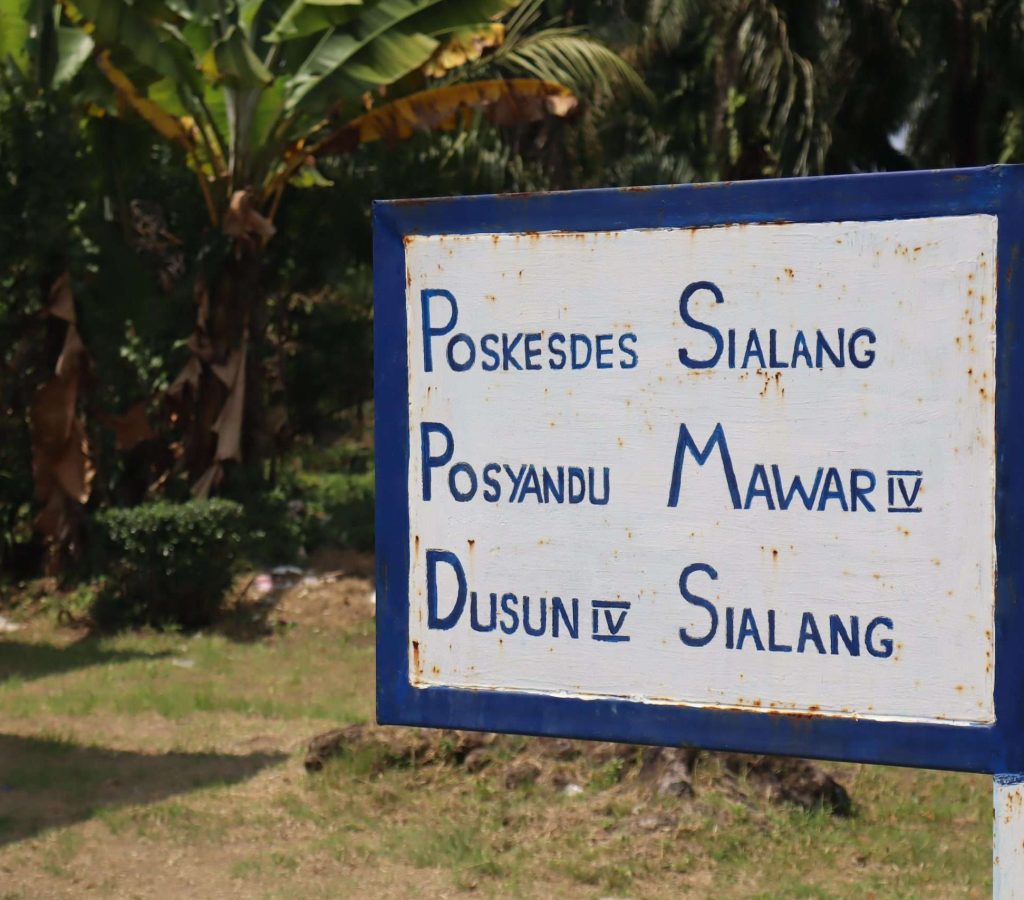 Poskesdes Sialang
Posyandu Mawar IV
Dusun IV Sialang